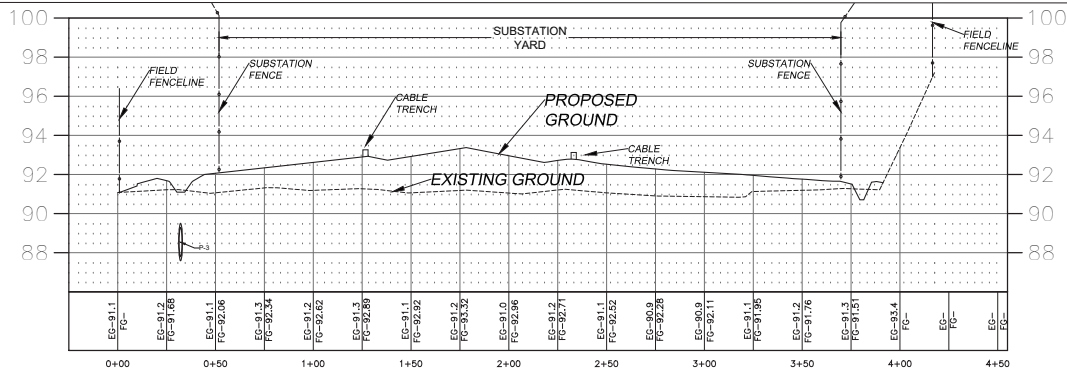 100
98
96
94
92
90
88
100
98
96
94
92
90
88
SUBSTATION
YARD
FIELD
FENCELINE
SUBSTATION
FENCE
CABLE
TRENCH
PROPOSED
GROUND
CABLE
TRENCH
SUBSTATION
FENCE
FIELD
FENCELINE
EXISTING GROUND
P-3
EG-91.1
FG-
EG-91.2
FG-91.68
EG-91.1
FG-92.06
EG-91.3
FG-92.34
EG-91.2
FG-92.62
EG-91.3
FG-92.89
EG-91.1
FG-92.92
EG-91.2
FG-93.32
EG-91.0
FG-92.96
EG-91.2
FG-92.71
EG-91.1
FG-92.52
EG-90.9
FG-92.28
EG-90.9
FG-92.11
EG-91.1
FG-91.95
EG-91.2
FG-91.76
EG-91.3
FG-91.51
EG-93.4
FG-
EG-
FG-
EG-
FG-
0+00
0+50
1+00
1+50
2+00
2+50
3+00
3+50
4+00
4+50